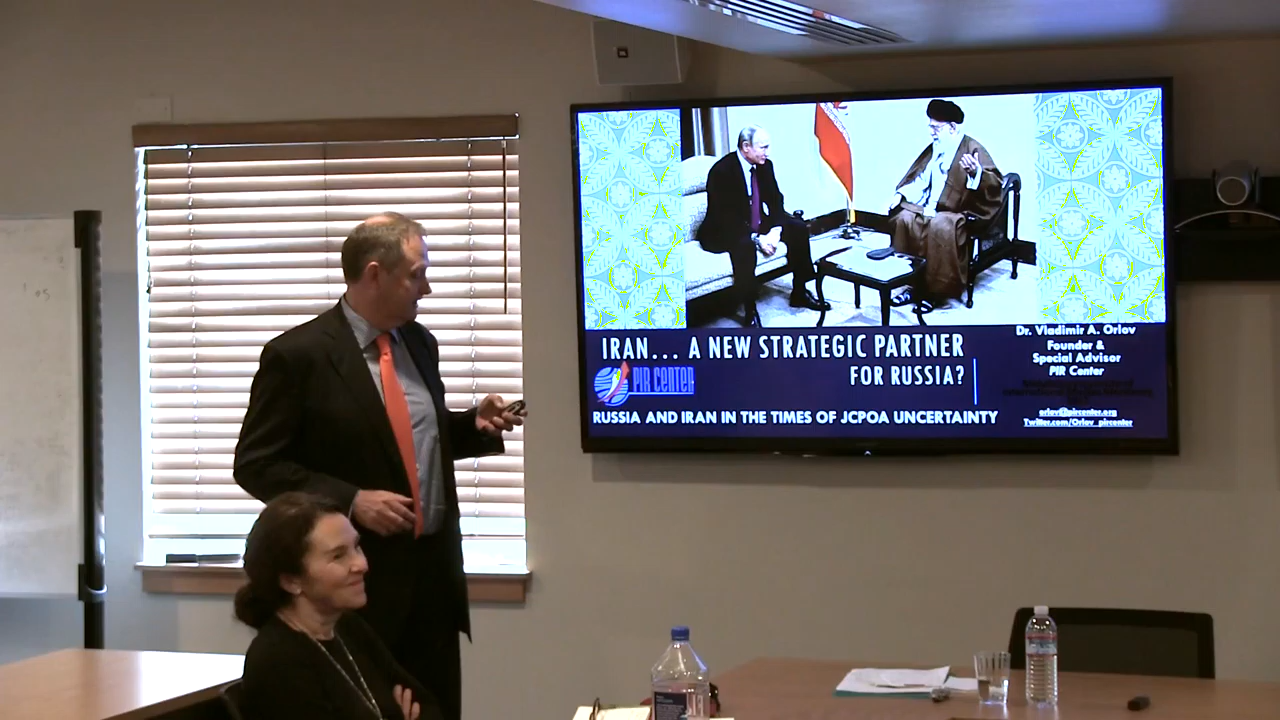 IRAN... A NEW STRATEGIC PARTNER
FOR RUSSIA?
PIR CENTER
RUSSIA AND IRAN IN THE TIMES OF JCPOA UNCERTAINTY
Dr. Vladimir A. Orlov
Founder &
Special Advisor
PIR Center
orlov@pircenter.org
Twitter.com/Orlov_pircenter